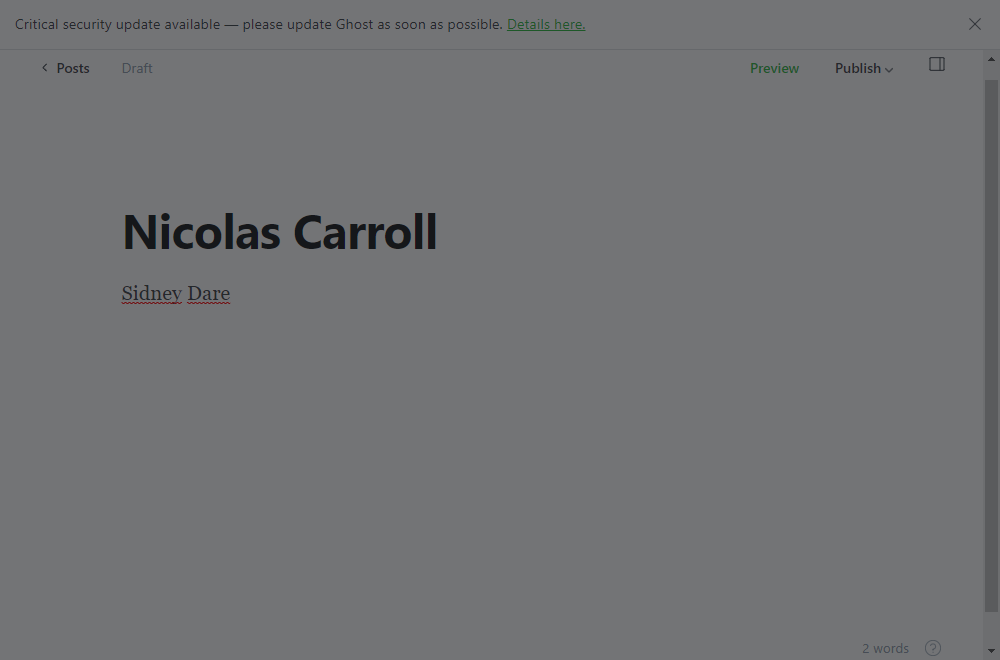 Critical security update available — please update Ghost as soon as possible. Details here.
Posts Draft Preview Publish
Nicolas Carroll
Sidney Dare
2 words ?